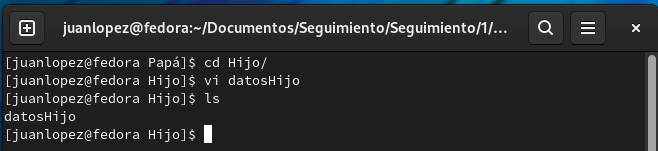 juanlopez@fedora:~/Documentos/Seguimiento/Seguimiento/1/...
[juanlopez@fedora Papá]$ cd Hijo/
[juanlopez@fedora Hijo]$ vi datosHijo
[juanlopez@fedora Hijo]$ ls
datosHijo
[juanlopez@fedora Hijo]$